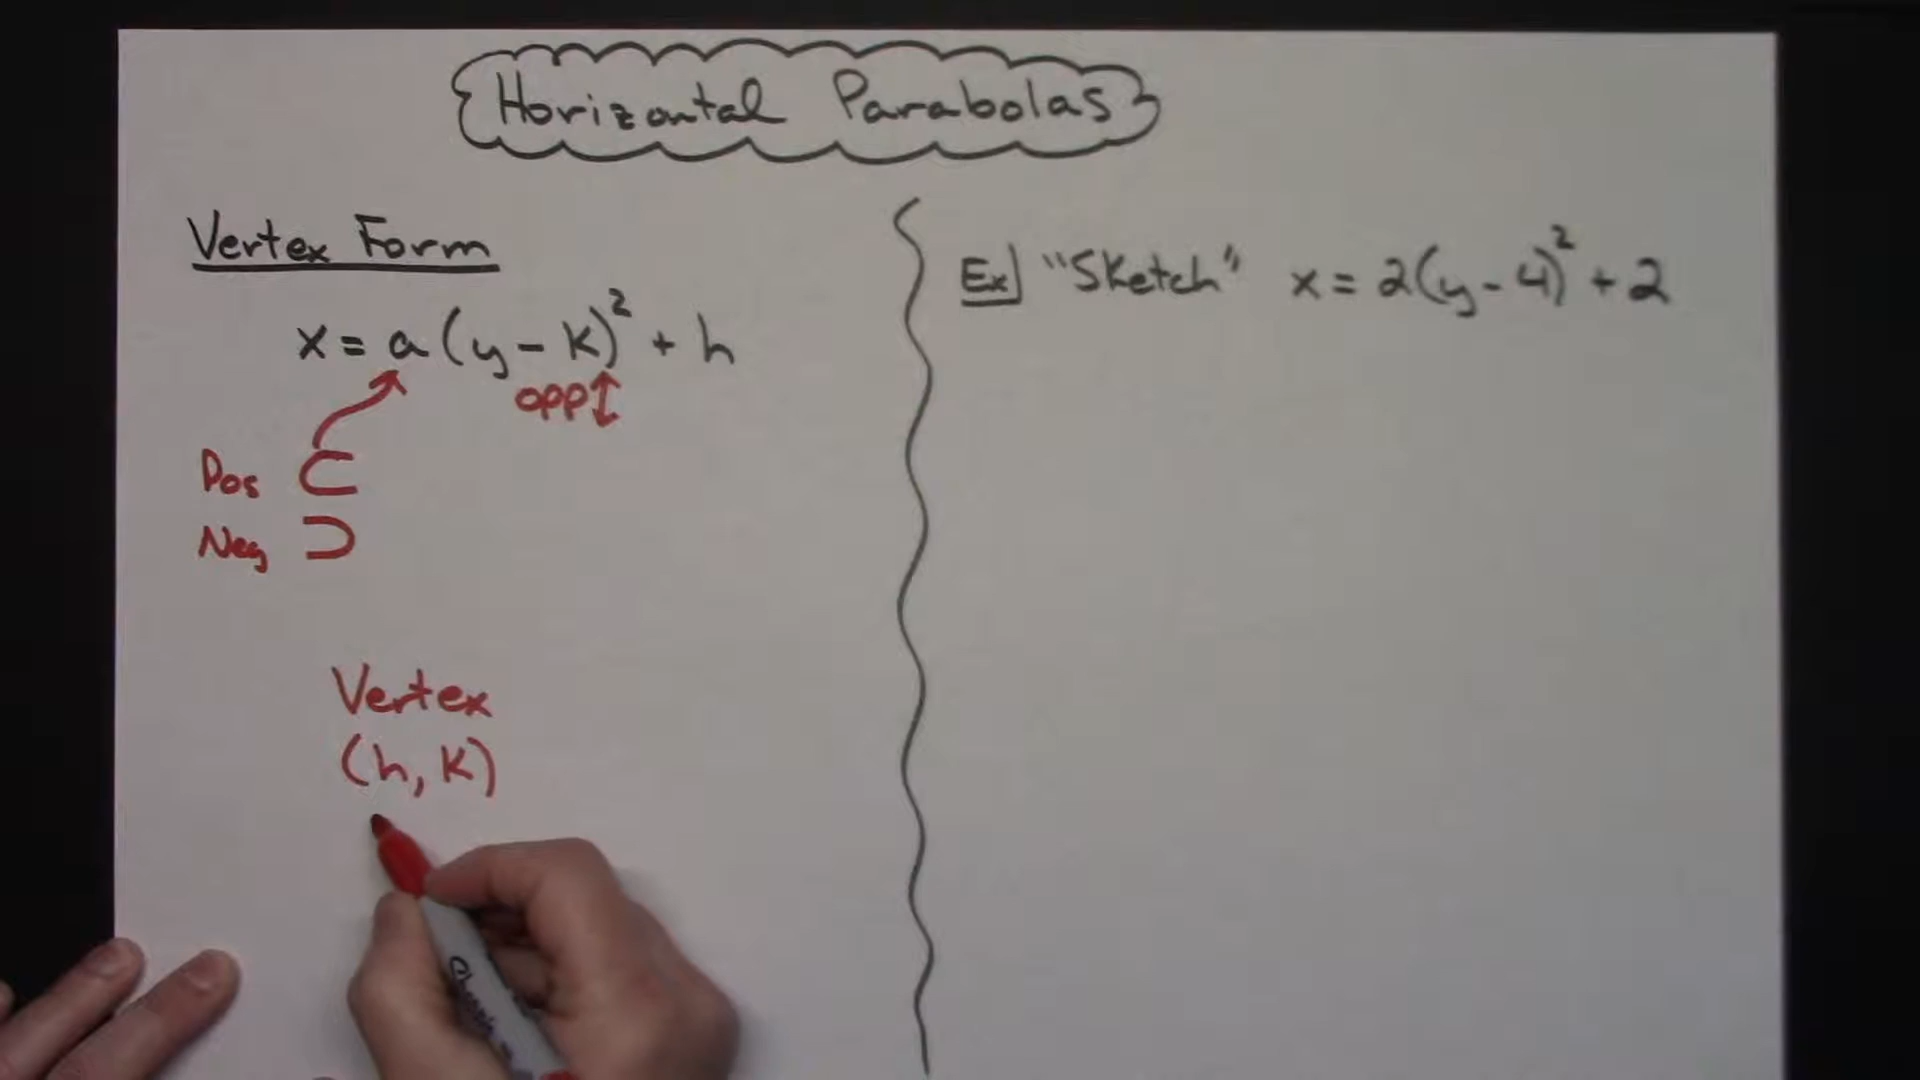 Horizontal Parabolas
Vertex Form
x = a(y - k)² + h
opp↕
Pos
Neg
Vertex
(h, k)
Ex "Sketch" x = 2(y - 4)² + 2